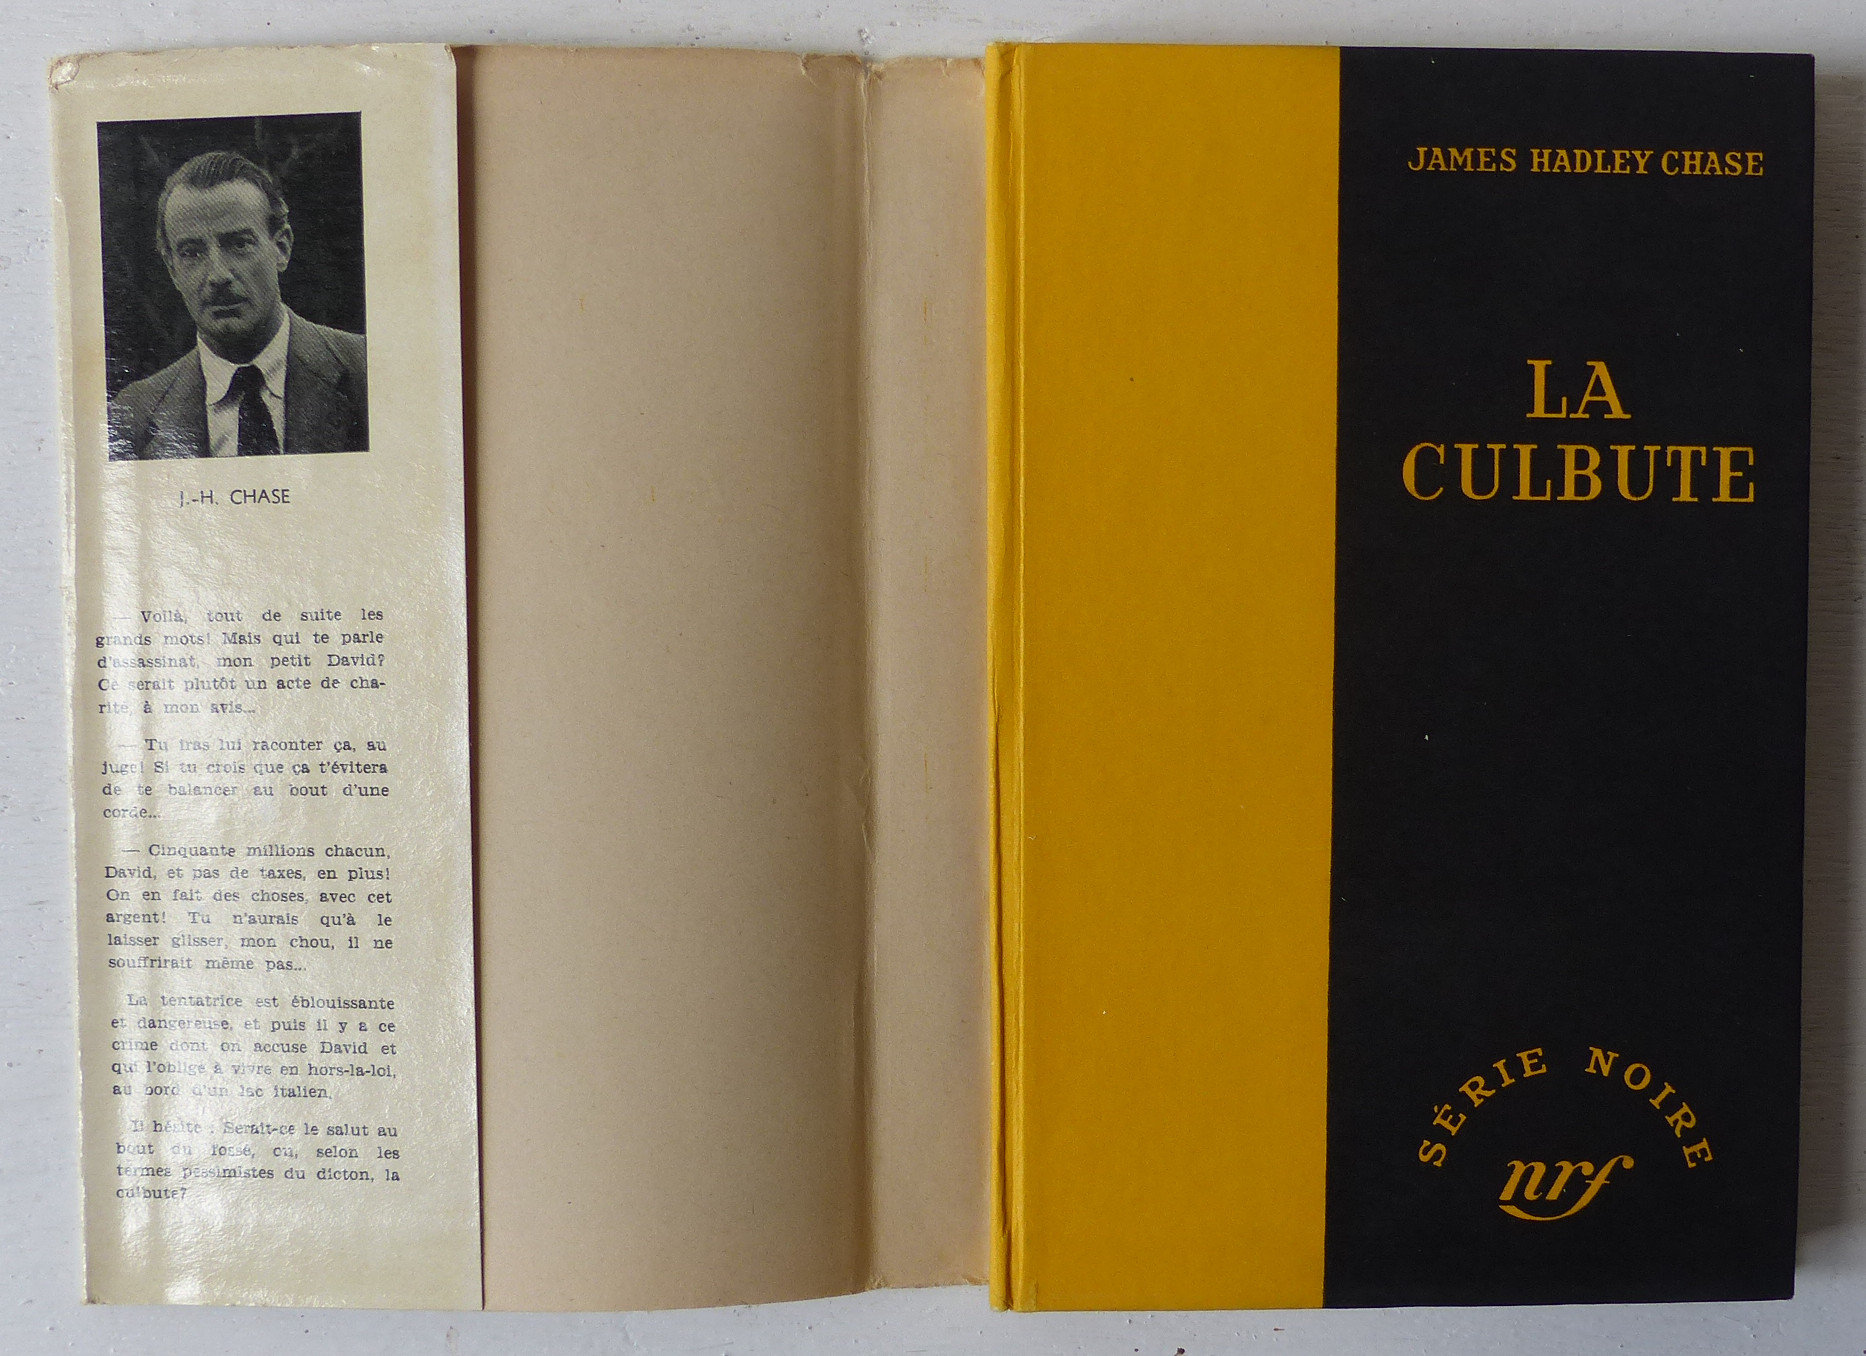 J.-H. CHASE
— Voilà, tout de suite les
grands mots! Mais qui te parle
d'assassinat, mon petit David?
Ce serait plutôt un acte de cha-
rité, à mon avis...
— Tu iras lui raconter ça, au
juge! Si tu crois que ça t'évitera
de te balancer au bout d'une
corde...
— Cinquante millions chacun,
David, et pas de taxes, en plus!
On en fait des choses, avec cet
argent! Tu n'aurais qu'à le
laisser glisser, mon chou, il ne
souffrirait même pas...
La tentatrice est éblouissante
et dangereuse, et puis il y a ce
crime dont on accuse David et
qui l'oblige à vivre en hors-la-loi,
au bord d'un lac italien.
Il hésite : Serait-ce le salut au
bout du fossé, ou, selon les
termes pessimistes du dicton, la
culbute?
JAMES HADLEY CHASE
LA
CULBUTE
SÉRIE NOIRE
nrf